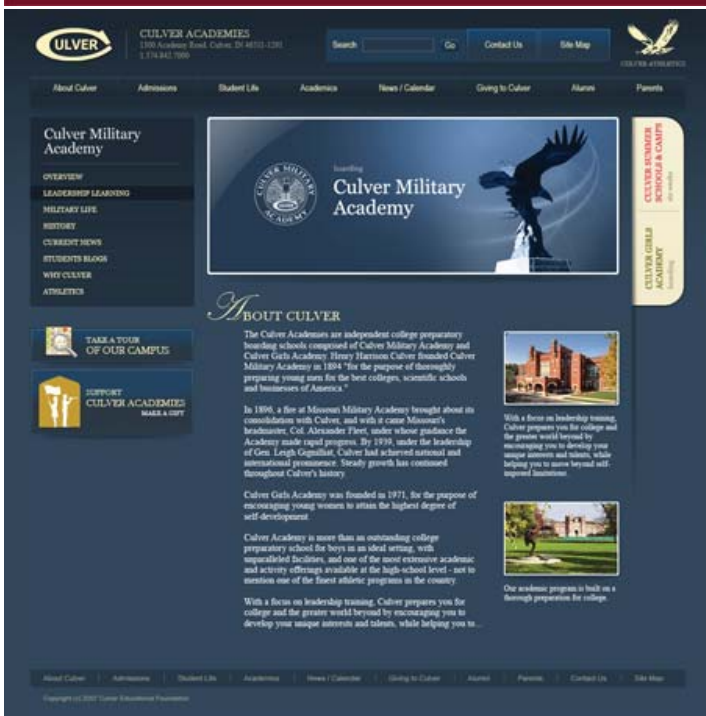 CULVER
CULVER ACADEMIES
1300 Academy Road, Culver, IN 46511-1291
1.574.842.7000
Search
Go
Contact Us
Site Map
CULVER ATHLETICS
About Culver
Admissions
Student Life
Academics
News / Calendar
Giving to Culver
Alumni
Parents
Culver Military
Academy
OVERVIEW
LEADERSHIP LEARNING
MILITARY LIFE
HISTORY
CURRENT NEWS
STUDENTS BLOGS
WHY CULVER
ATHLETICS
TAKE A TOUR
OF OUR CAMPUS
SUPPORT
CULVER ACADEMIES
MAKE A GIFT
CULVER MILITARY ACADEMY
boarding
Culver Military
Academy
CULVER SUMMER
SCHOOLS & CAMPS
six weeks
CULVER GIRLS
ACADEMY
boarding
ABOUT CULVER
The Culver Academies are independent college preparatory
boarding schools comprised of Culver Military Academy and
Culver Girls Academy. Henry Harrison Culver founded Culver
Military Academy in 1894 "for the purpose of thoroughly
preparing young men for the best colleges, scientific schools
and businesses of America."
In 1896, a fire at Missouri Military Academy brought about its
consolidation with Culver, and with it came Missouri's
headmaster, Col. Alexander Fleet, under whose guidance the
Academy made rapid progress. By 1939, under the leadership
of Gen. Leigh Gignilliat, Culver had achieved national and
international prominence. Steady growth has continued
throughout Culver's history.
Culver Girls Academy was founded in 1971, for the purpose of
encouraging young women to attain the highest degree of
self-development.
Culver Academy is more than an outstanding college
preparatory school for boys in an ideal setting, with
unparalleled facilities, and one of the most extensive academic
and activity offerings available at the high-school level - not to
mention one of the finest athletic programs in the country.
With a focus on leadership training, Culver prepares you for
college and the greater world beyond by encouraging you to
develop your unique interests and talents, while helping you to...
With a focus on leadership training,
Culver prepares you for college and
the greater world beyond by
encouraging you to develop your
unique interests and talents, while
helping you to move beyond self-
imposed limitations.
Our academic program is built on a
thorough preparation for college.
About Culver | Admissions | Student Life | Academics | News / Calendar | Giving to Culver | Alumni | Parents | Contact Us | Site Map
Copyright (c) 2007 Culver Educational Foundation